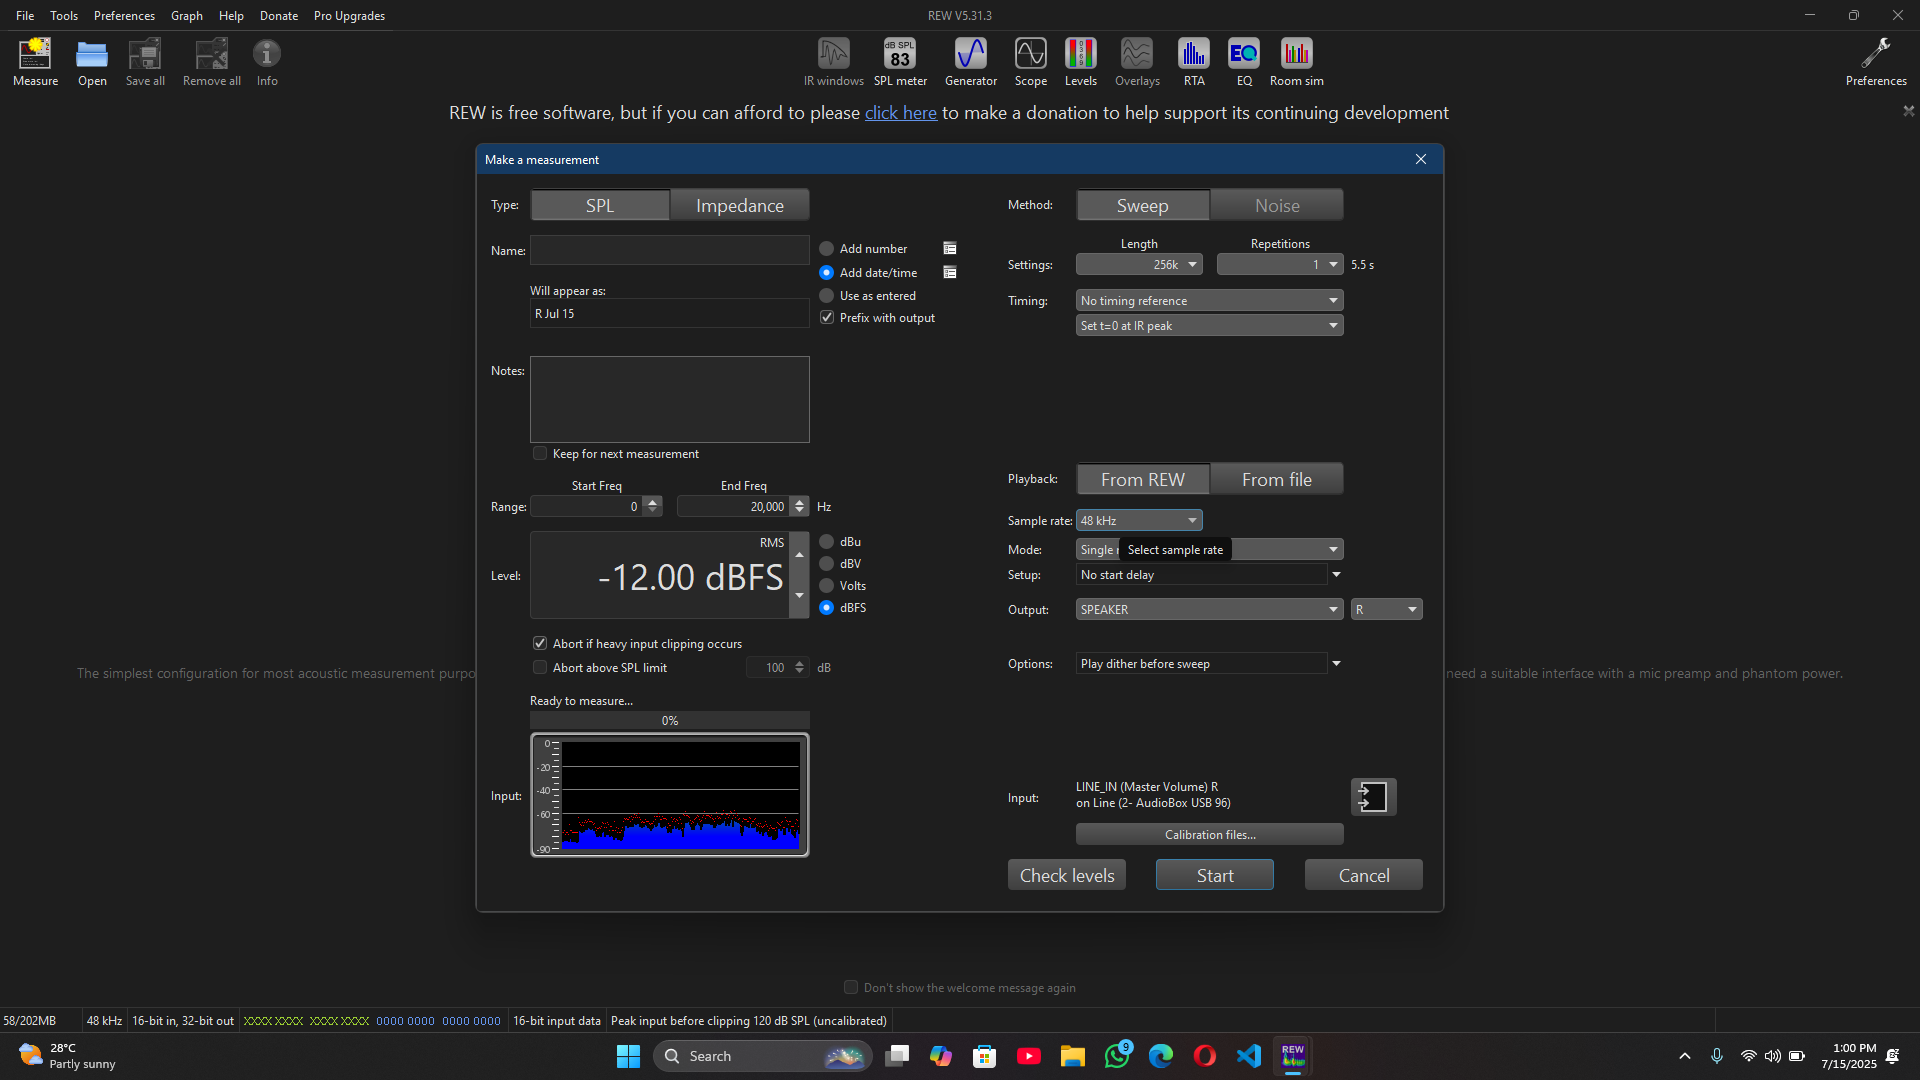 File Tools Preferences Graph Help Donate Pro Upgrades
REW V5.31.3
Measure Open Save all Remove all Info
IR windows SPL meter Generator Scope Levels Overlays RTA EQ Room sim
Preferences
dB SPL
83
EQ
REW is free software, but if you can afford to please click here to make a donation to help support its continuing development
Make a measurement
Type: SPL Impedance
Method: Sweep Noise
Name:
Add number
Add date/time
Use as entered
Prefix with output
Will appear as:
R Jul 15
Length Repetitions
Settings: 256k 1 5.5 s
Timing: No timing reference
Set t=0 at IR peak
Notes:
Keep for next measurement
Start Freq End Freq
Range: 0 20,000 Hz
Playback: From REW From file
Sample rate: 48 kHz
Mode: Single
Select sample rate
Setup: No start delay
Output: SPEAKER R
RMS
Level: -12.00 dBFS
dBu
dBV
Volts
dBFS
Abort if heavy input clipping occurs
Abort above SPL limit 100 dB
Options: Play dither before sweep
The simplest configuration for most acoustic measurement purpo
need a suitable interface with a mic preamp and phantom power.
Ready to measure...
0%
Input:
0
-20
-40
-60
-90
Input: LINE_IN (Master Volume) R
on Line (2- AudioBox USB 96)
Calibration files...
Check levels Start Cancel
Don't show the welcome message again
58/202MB 48 kHz 16-bit in, 32-bit out XXXX XXXX XXXX XXXX 0000 0000 0000 0000 16-bit input data Peak input before clipping 120 dB SPL (uncalibrated)
28°C
Partly sunny
Search
9
REW
1:00 PM
7/15/2025